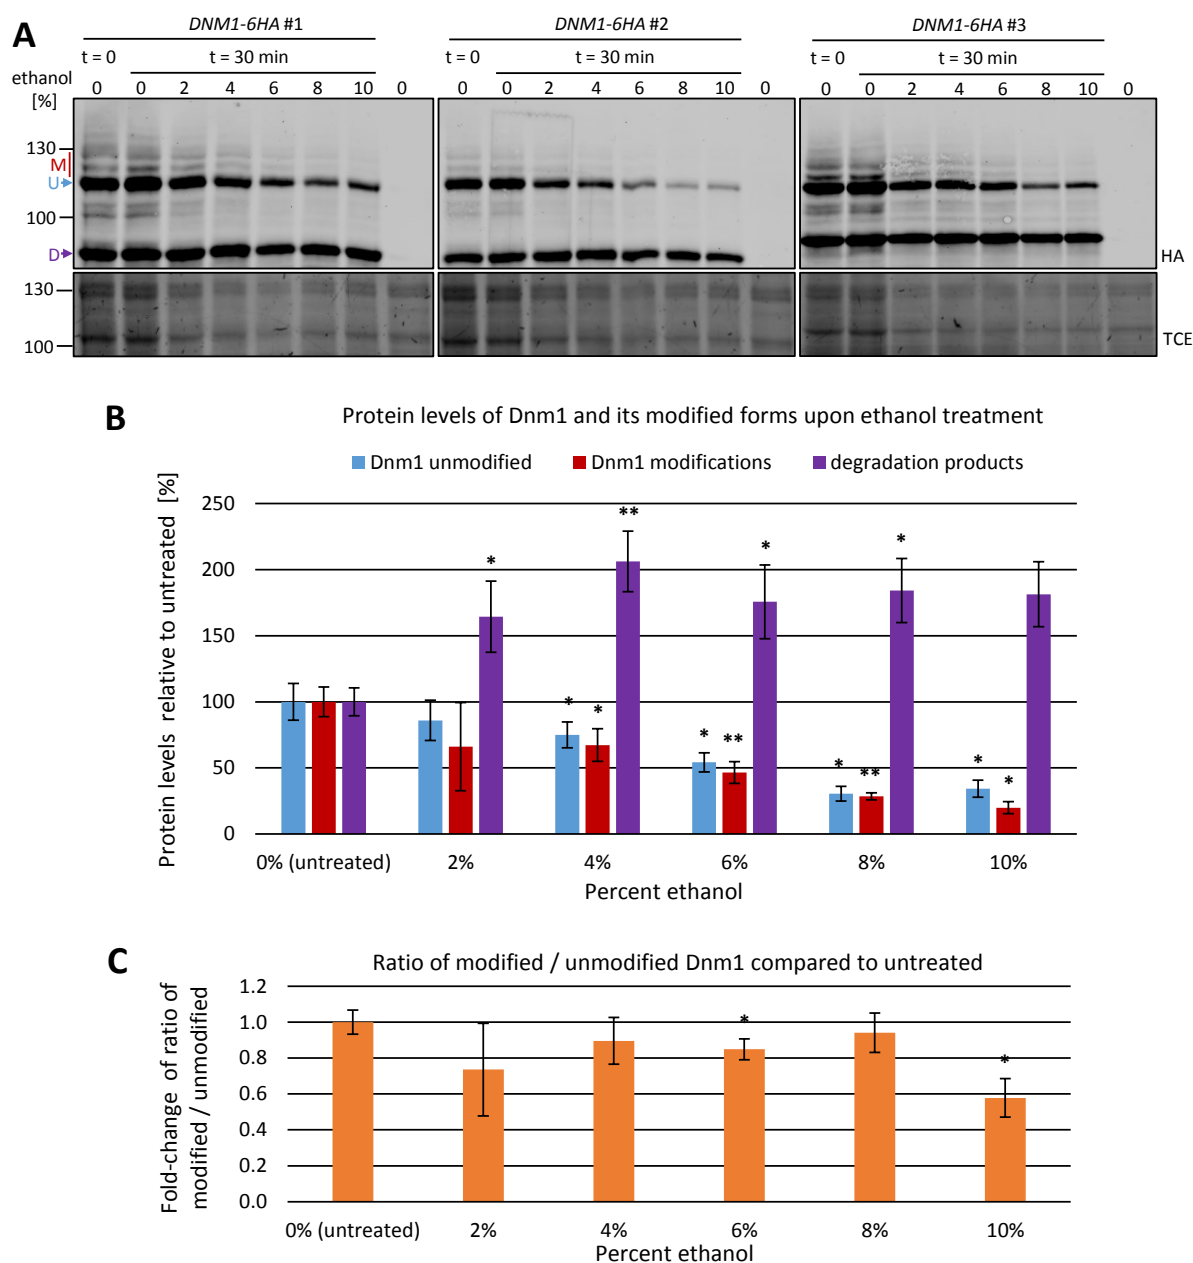 A
DNM1-6HA #1
DNM1-6HA #2
DNM1-6HA #3
t = 0
t = 30 min
t = 0
t = 30 min
t = 0
t = 30 min
ethanol [%]
0 0 2 4 6 8 10 0
0 0 2 4 6 8 10 0
0 0 2 4 6 8 10 0
130
M
U
100
D
HA
130
100
TCE
B
Protein levels of Dnm1 and its modified forms upon ethanol treatment
Dnm1 unmodified
Dnm1 modifications
degradation products
Protein levels relative to untreated [%]
250
200
150
100
50
0
*
* * **
* ** *
* ** *
* *
0% (untreated) 2% 4% 6% 8% 10%
Percent ethanol
C
Ratio of modified / unmodified Dnm1 compared to untreated
Fold-change of ratio of
modified / unmodified
1.2
1.0
0.8
0.6
0.4
0.2
0.0
*
*
0% (untreated) 2% 4% 6% 8% 10%
Percent ethanol